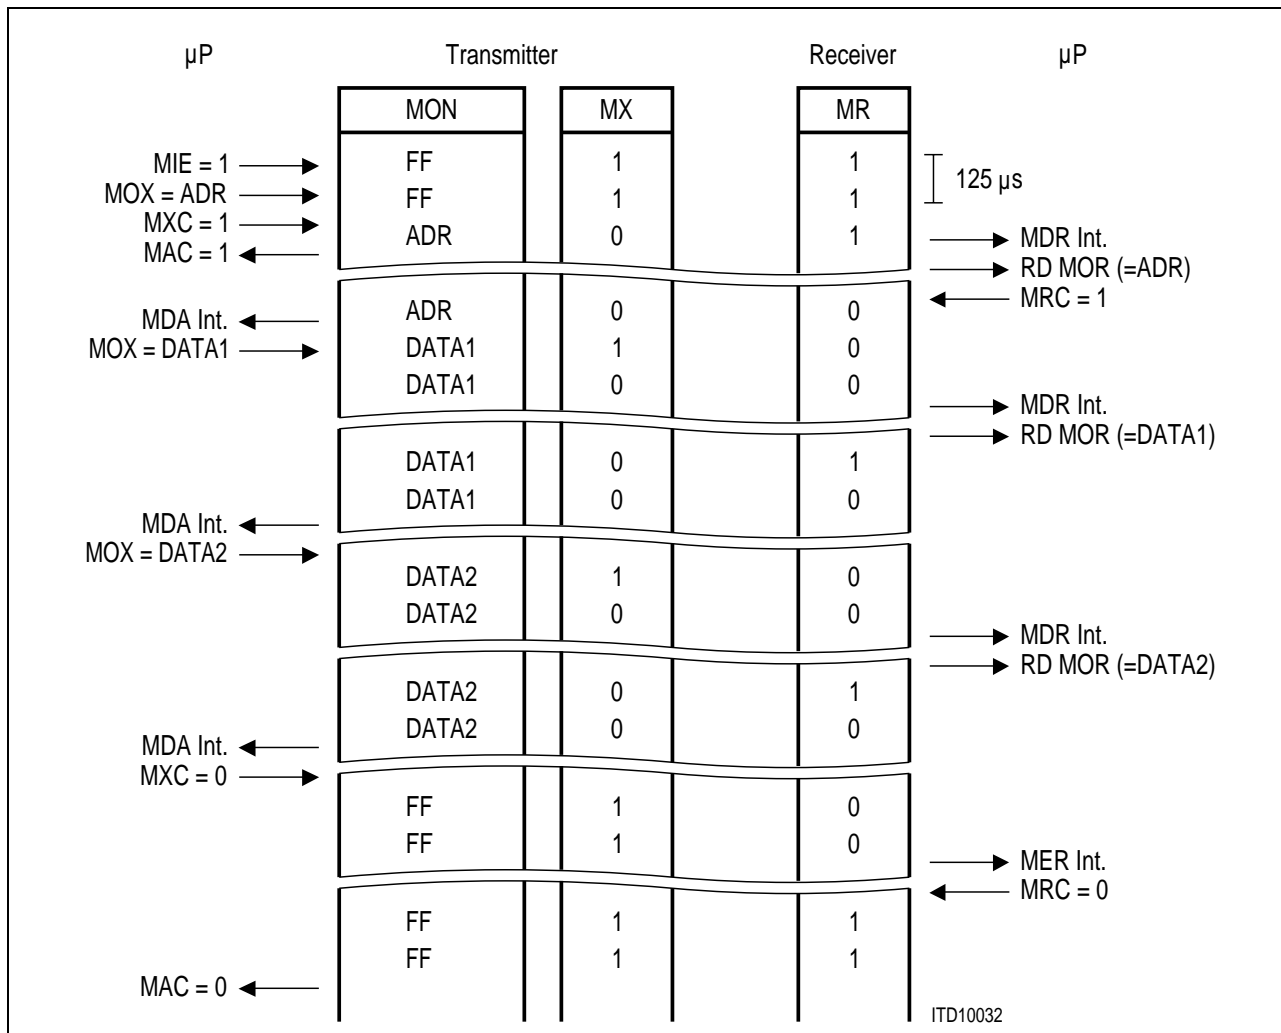 µP Transmitter Receiver µP
MON MX MR
MIE = 1 FF 1 1
125 µs
MOX = ADR FF 1 1
MXC = 1 ADR 0 1 MDR Int.
MAC = 1 RD MOR (=ADR)
ADR 0 0 MRC = 1
MDA Int.
MOX = DATA1 DATA1 1 0
DATA1 0 0
MDR Int.
RD MOR (=DATA1)
DATA1 0 1
DATA1 0 0
MDA Int.
MOX = DATA2
DATA2 1 0
DATA2 0 0
MDR Int.
RD MOR (=DATA2)
DATA2 0 1
DATA2 0 0
MDA Int.
MXC = 0
FF 1 0
FF 1 0
MER Int.
MRC = 0
FF 1 1
FF 1 1
MAC = 0
ITD10032